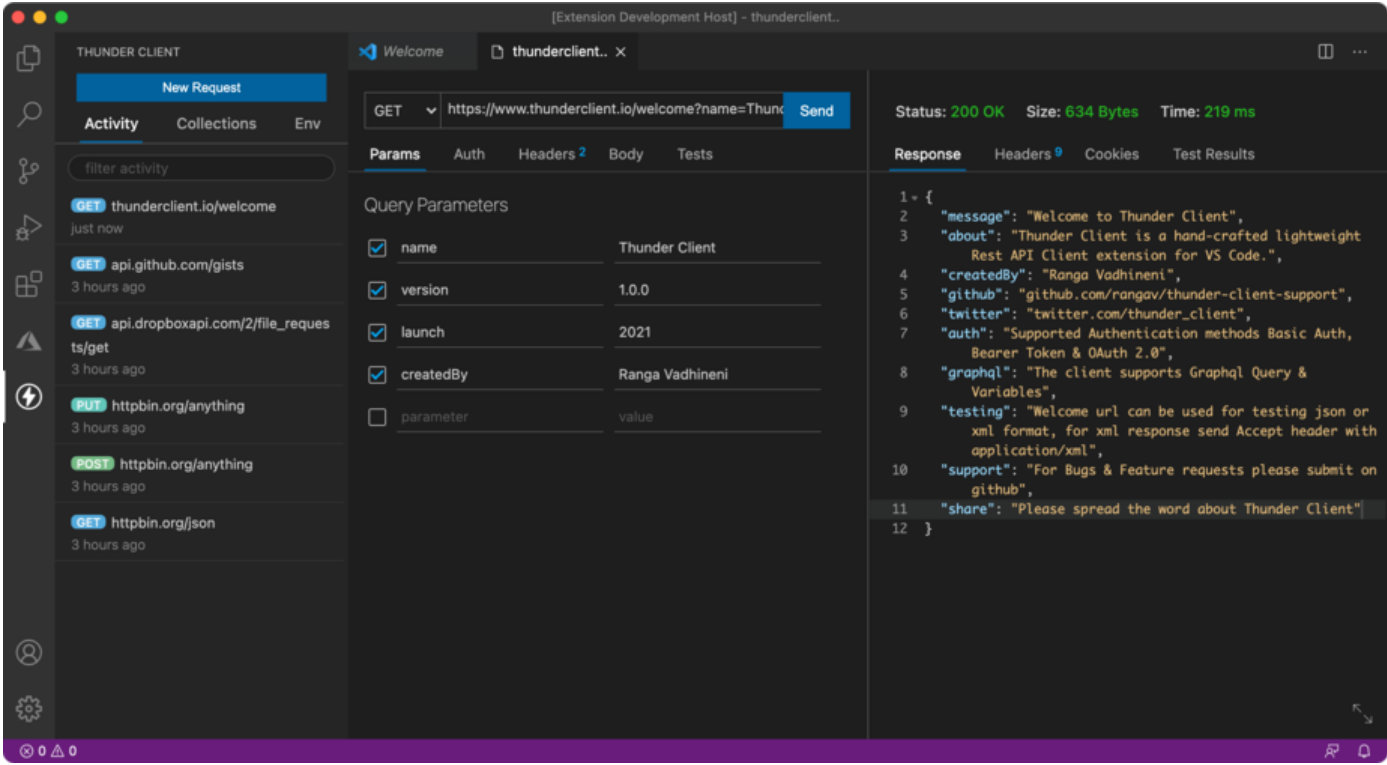 [Extension Development Host] - thunderclient..
THUNDER CLIENT
New Request
Activity Collections Env
filter activity
GET thunderclient.io/welcome
just now
GET api.github.com/gists
3 hours ago
GET api.dropboxapi.com/2/file_reques
ts/get
3 hours ago
PUT httpbin.org/anything
3 hours ago
POST httpbin.org/anything
3 hours ago
GET httpbin.org/json
3 hours ago
Welcome thunderclient..
GET https://www.thunderclient.io/welcome?name=Thund Send
Params Auth Headers 2 Body Tests
Query Parameters
name Thunder Client
version 1.0.0
launch 2021
createdBy Ranga Vadhineni
parameter value
Status: 200 OK Size: 634 Bytes Time: 219 ms
Response Headers 9 Cookies Test Results
1 {
2 "message": "Welcome to Thunder Client",
3 "about": "Thunder Client is a hand-crafted lightweight
Rest API Client extension for VS Code.",
4 "createdBy": "Ranga Vadhineni",
5 "github": "github.com/rangav/thunder-client-support",
6 "twitter": "twitter.com/thunder_client",
7 "auth": "Supported Authentication methods Basic Auth,
Bearer Token & OAuth 2.0",
8 "graphql": "The client supports Graphql Query &
Variables",
9 "testing": "Welcome url can be used for testing json or
xml format, for xml response send Accept header with
application/xml",
10 "support": "For Bugs & Feature requests please submit on
github",
11 "share": "Please spread the word about Thunder Client"
12 }
0 0